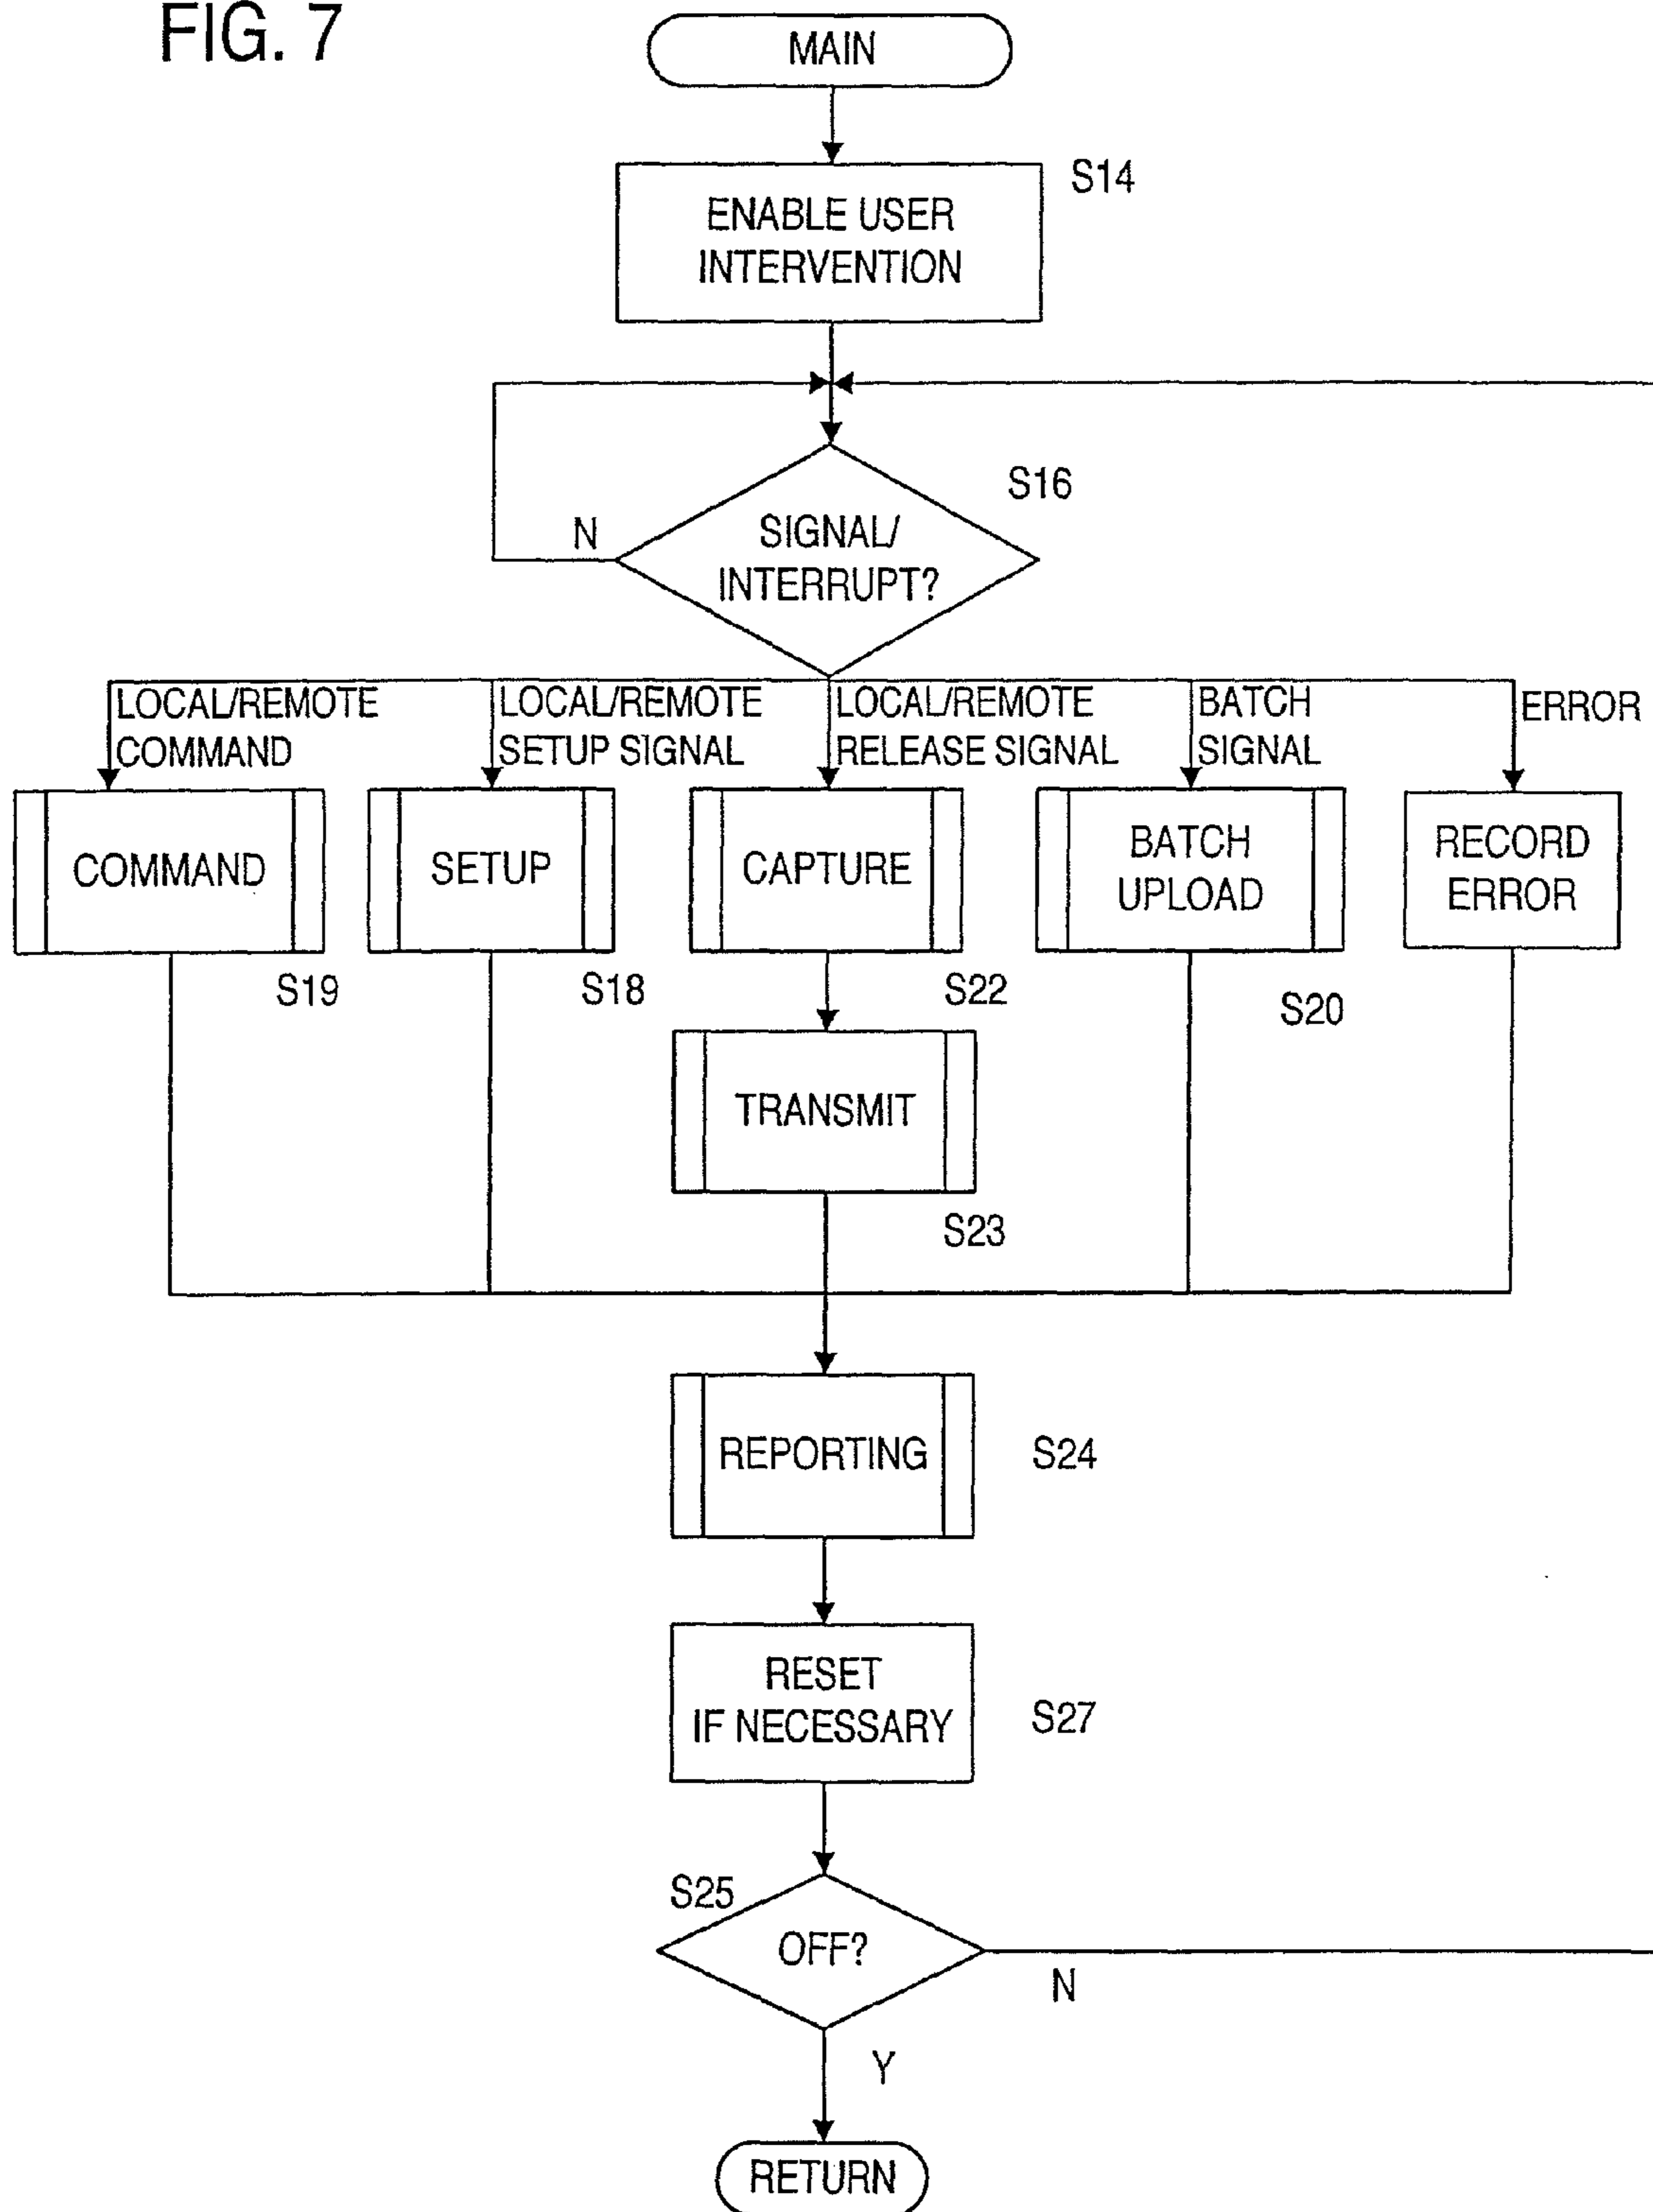 FIG. 7
MAIN
S14
ENABLE USER
INTERVENTION
S16
N
SIGNAL/
INTERRUPT?
LOCAL/REMOTE
COMMAND
LOCAL/REMOTE
SETUP SIGNAL
LOCAL/REMOTE
RELEASE SIGNAL
BATCH
SIGNAL
ERROR
COMMAND
SETUP
CAPTURE
BATCH
UPLOAD
RECORD
ERROR
S19
S18
S22
S20
TRANSMIT
S23
REPORTING
S24
RESET
IF NECESSARY
S27
S25
OFF?
N
Y
RETURN